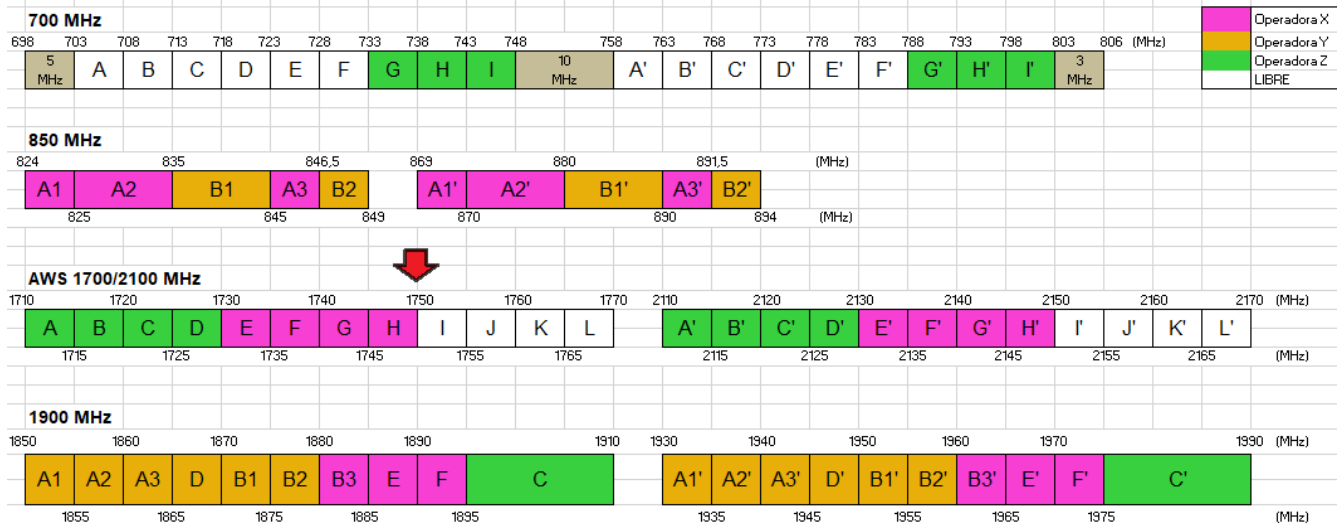 700 MHz
698 703 708 713 718 723 728 733 738 743 748 758 763 768 773 778 783 788 793 798 803 806 (MHz)
5 MHz A B C D E F G H I 10 MHz A' B' C' D' E' F' G' H' I' 3 MHz
Operadora X
Operadora Y
Operadora Z
LIBRE
850 MHz
824 835 846,5 869 880 891,5 (MHz)
A1 A2 B1 A3 B2 A1' A2' B1' A3' B2'
825 845 849 870 890 894 (MHz)
AWS 1700/2100 MHz
1710 1720 1730 1740 1750 1760 1770 2110 2120 2130 2140 2150 2160 2170 (MHz)
A B C D E F G H I J K L A' B' C' D' E' F' G' H' I' J' K' L'
1715 1725 1735 1745 1755 1765 2115 2125 2135 2145 2155 2165 (MHz)
1900 MHz
1850 1860 1870 1880 1890 1910 1930 1940 1950 1960 1970 1990 (MHz)
A1 A2 A3 D B1 B2 B3 E F C A1' A2' A3' D' B1' B2' B3' E' F' C'
1855 1865 1875 1885 1895 1935 1945 1955 1965 1975 (MHz)